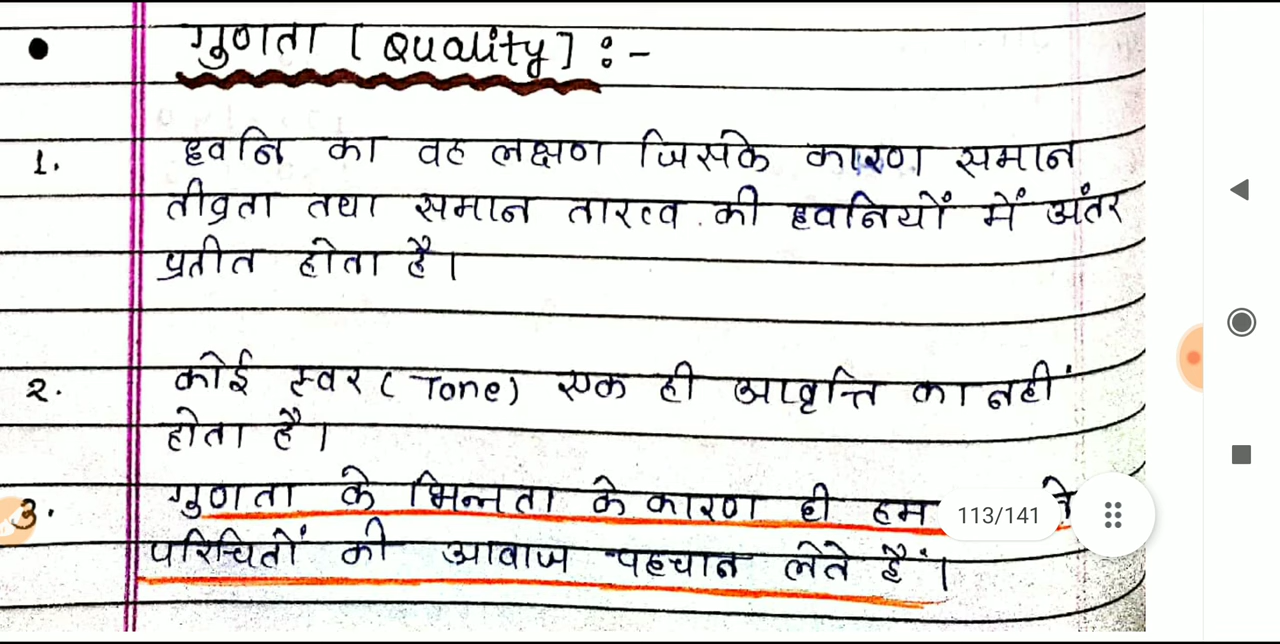 • गुणता [Quality] :-
1. ध्वनि का वह लक्षण जिसके कारण समान
तीव्रता तथा समान तारत्व की ध्वनियों में अंतर
प्रतीत होता है।
2. कोई स्वर (Tone) एक ही आवृत्ति का नहीं
होता है।
3. गुणता के भिन्नता के कारण ही हम
परिचितों की आवाज पहचान लेते हैं।
113/141